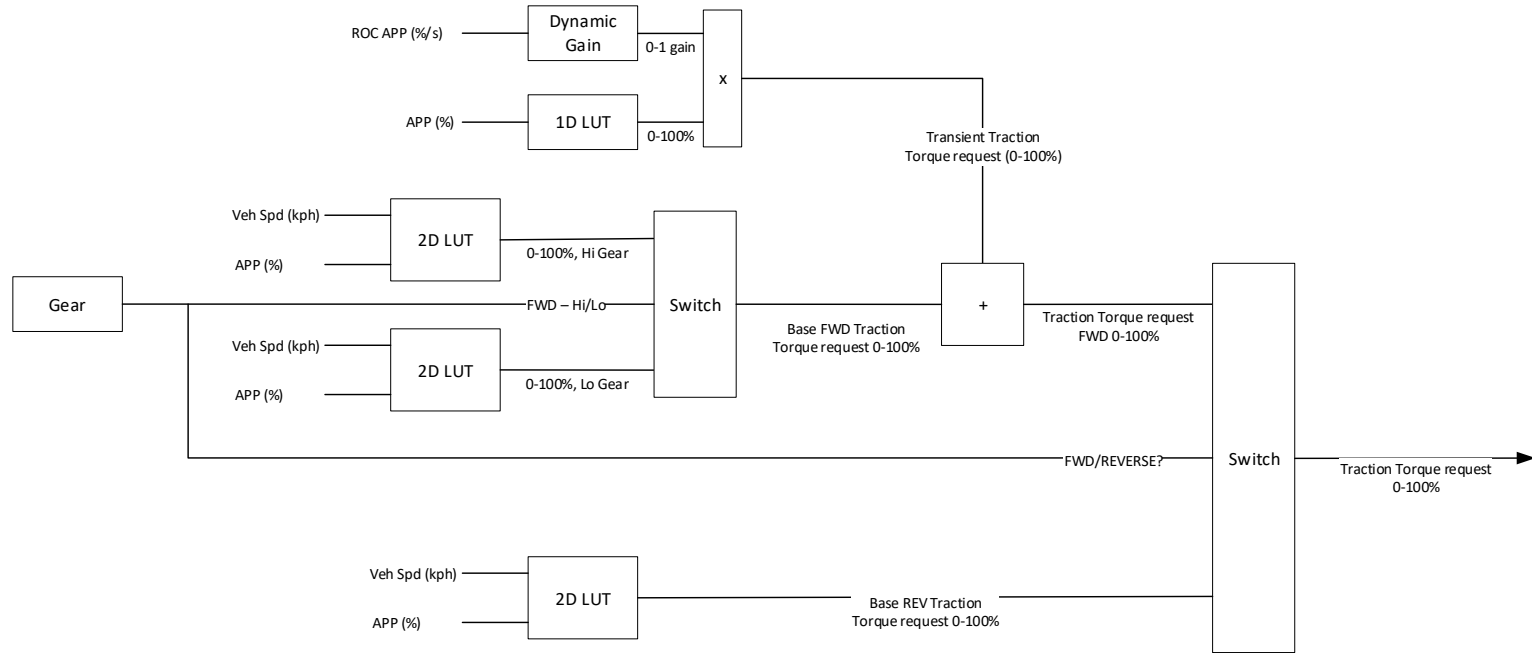 ROC APP (%/s)
Dynamic
Gain
0-1 gain
x
APP (%)
1D LUT
0-100%
Transient Traction
Torque request (0-100%)
Veh Spd (kph)
2D LUT
APP (%)
0-100%, Hi Gear
Gear
FWD – Hi/Lo
Switch
Base FWD Traction
Torque request 0-100%
+
Traction Torque request
FWD 0-100%
Veh Spd (kph)
2D LUT
APP (%)
0-100%, Lo Gear
FWD/REVERSE?
Switch
Traction Torque request
0-100%
Veh Spd (kph)
2D LUT
APP (%)
Base REV Traction
Torque request 0-100%